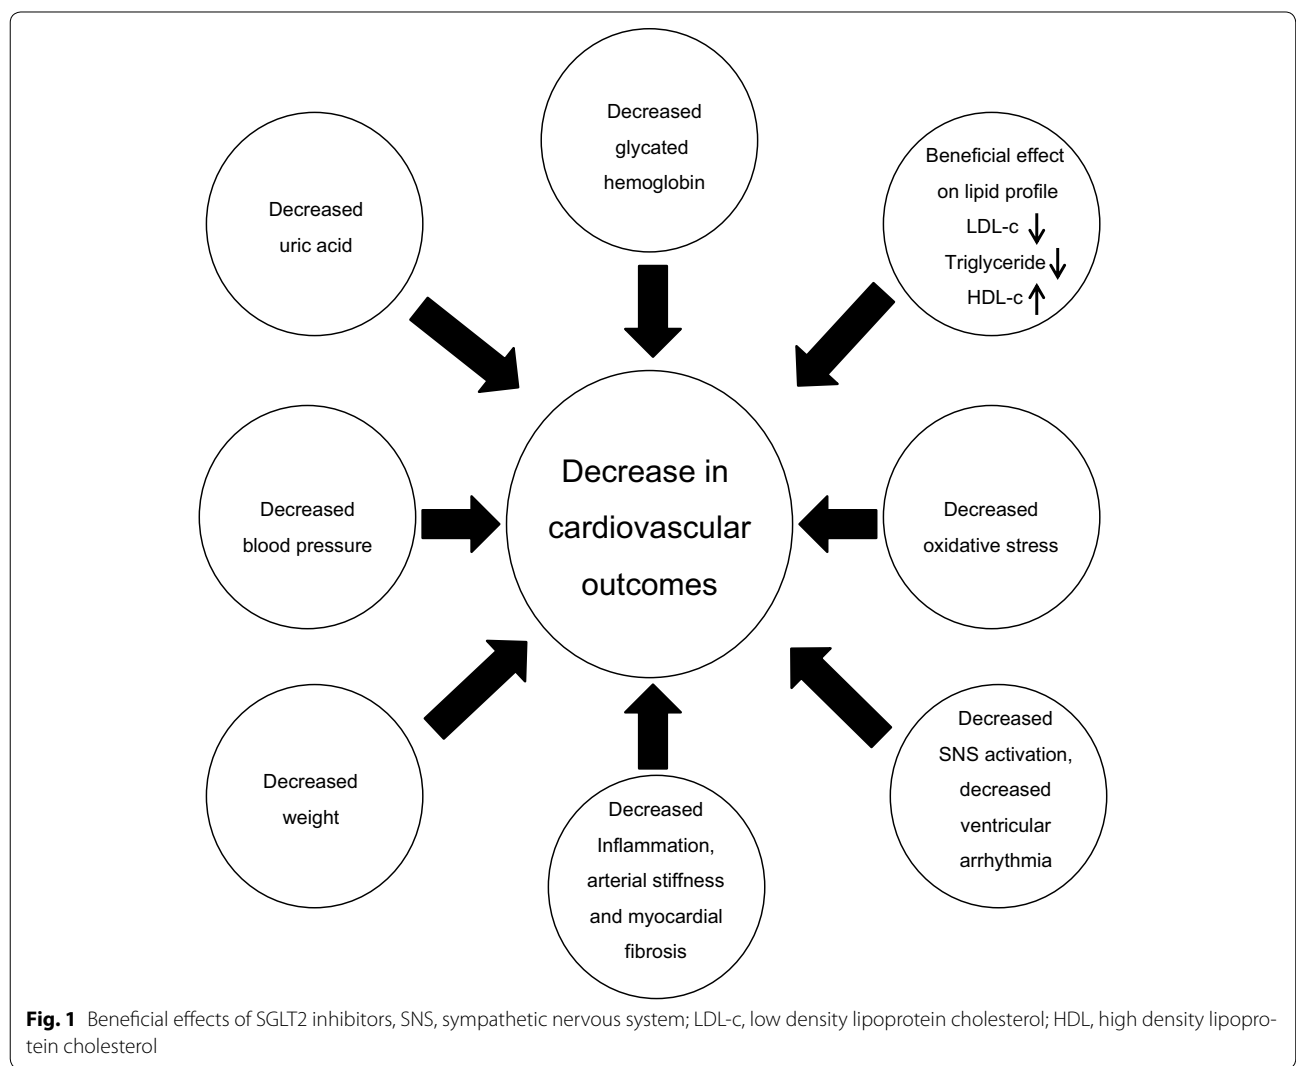 Decreased
glycated
hemoglobin
Decreased
uric acid
Beneficial effect
on lipid profile
LDL-c ↓
Triglyceride ↓
HDL-c ↑
Decrease in
cardiovascular
outcomes
Decreased
blood pressure
Decreased
oxidative stress
Decreased
weight
Decreased
Inflammation,
arterial stiffness
and myocardial
fibrosis
Decreased
SNS activation,
decreased
ventricular
arrhythmia
Fig. 1 Beneficial effects of SGLT2 inhibitors, SNS, sympathetic nervous system; LDL-c, low density lipoprotein cholesterol; HDL, high density lipopro-
tein cholesterol